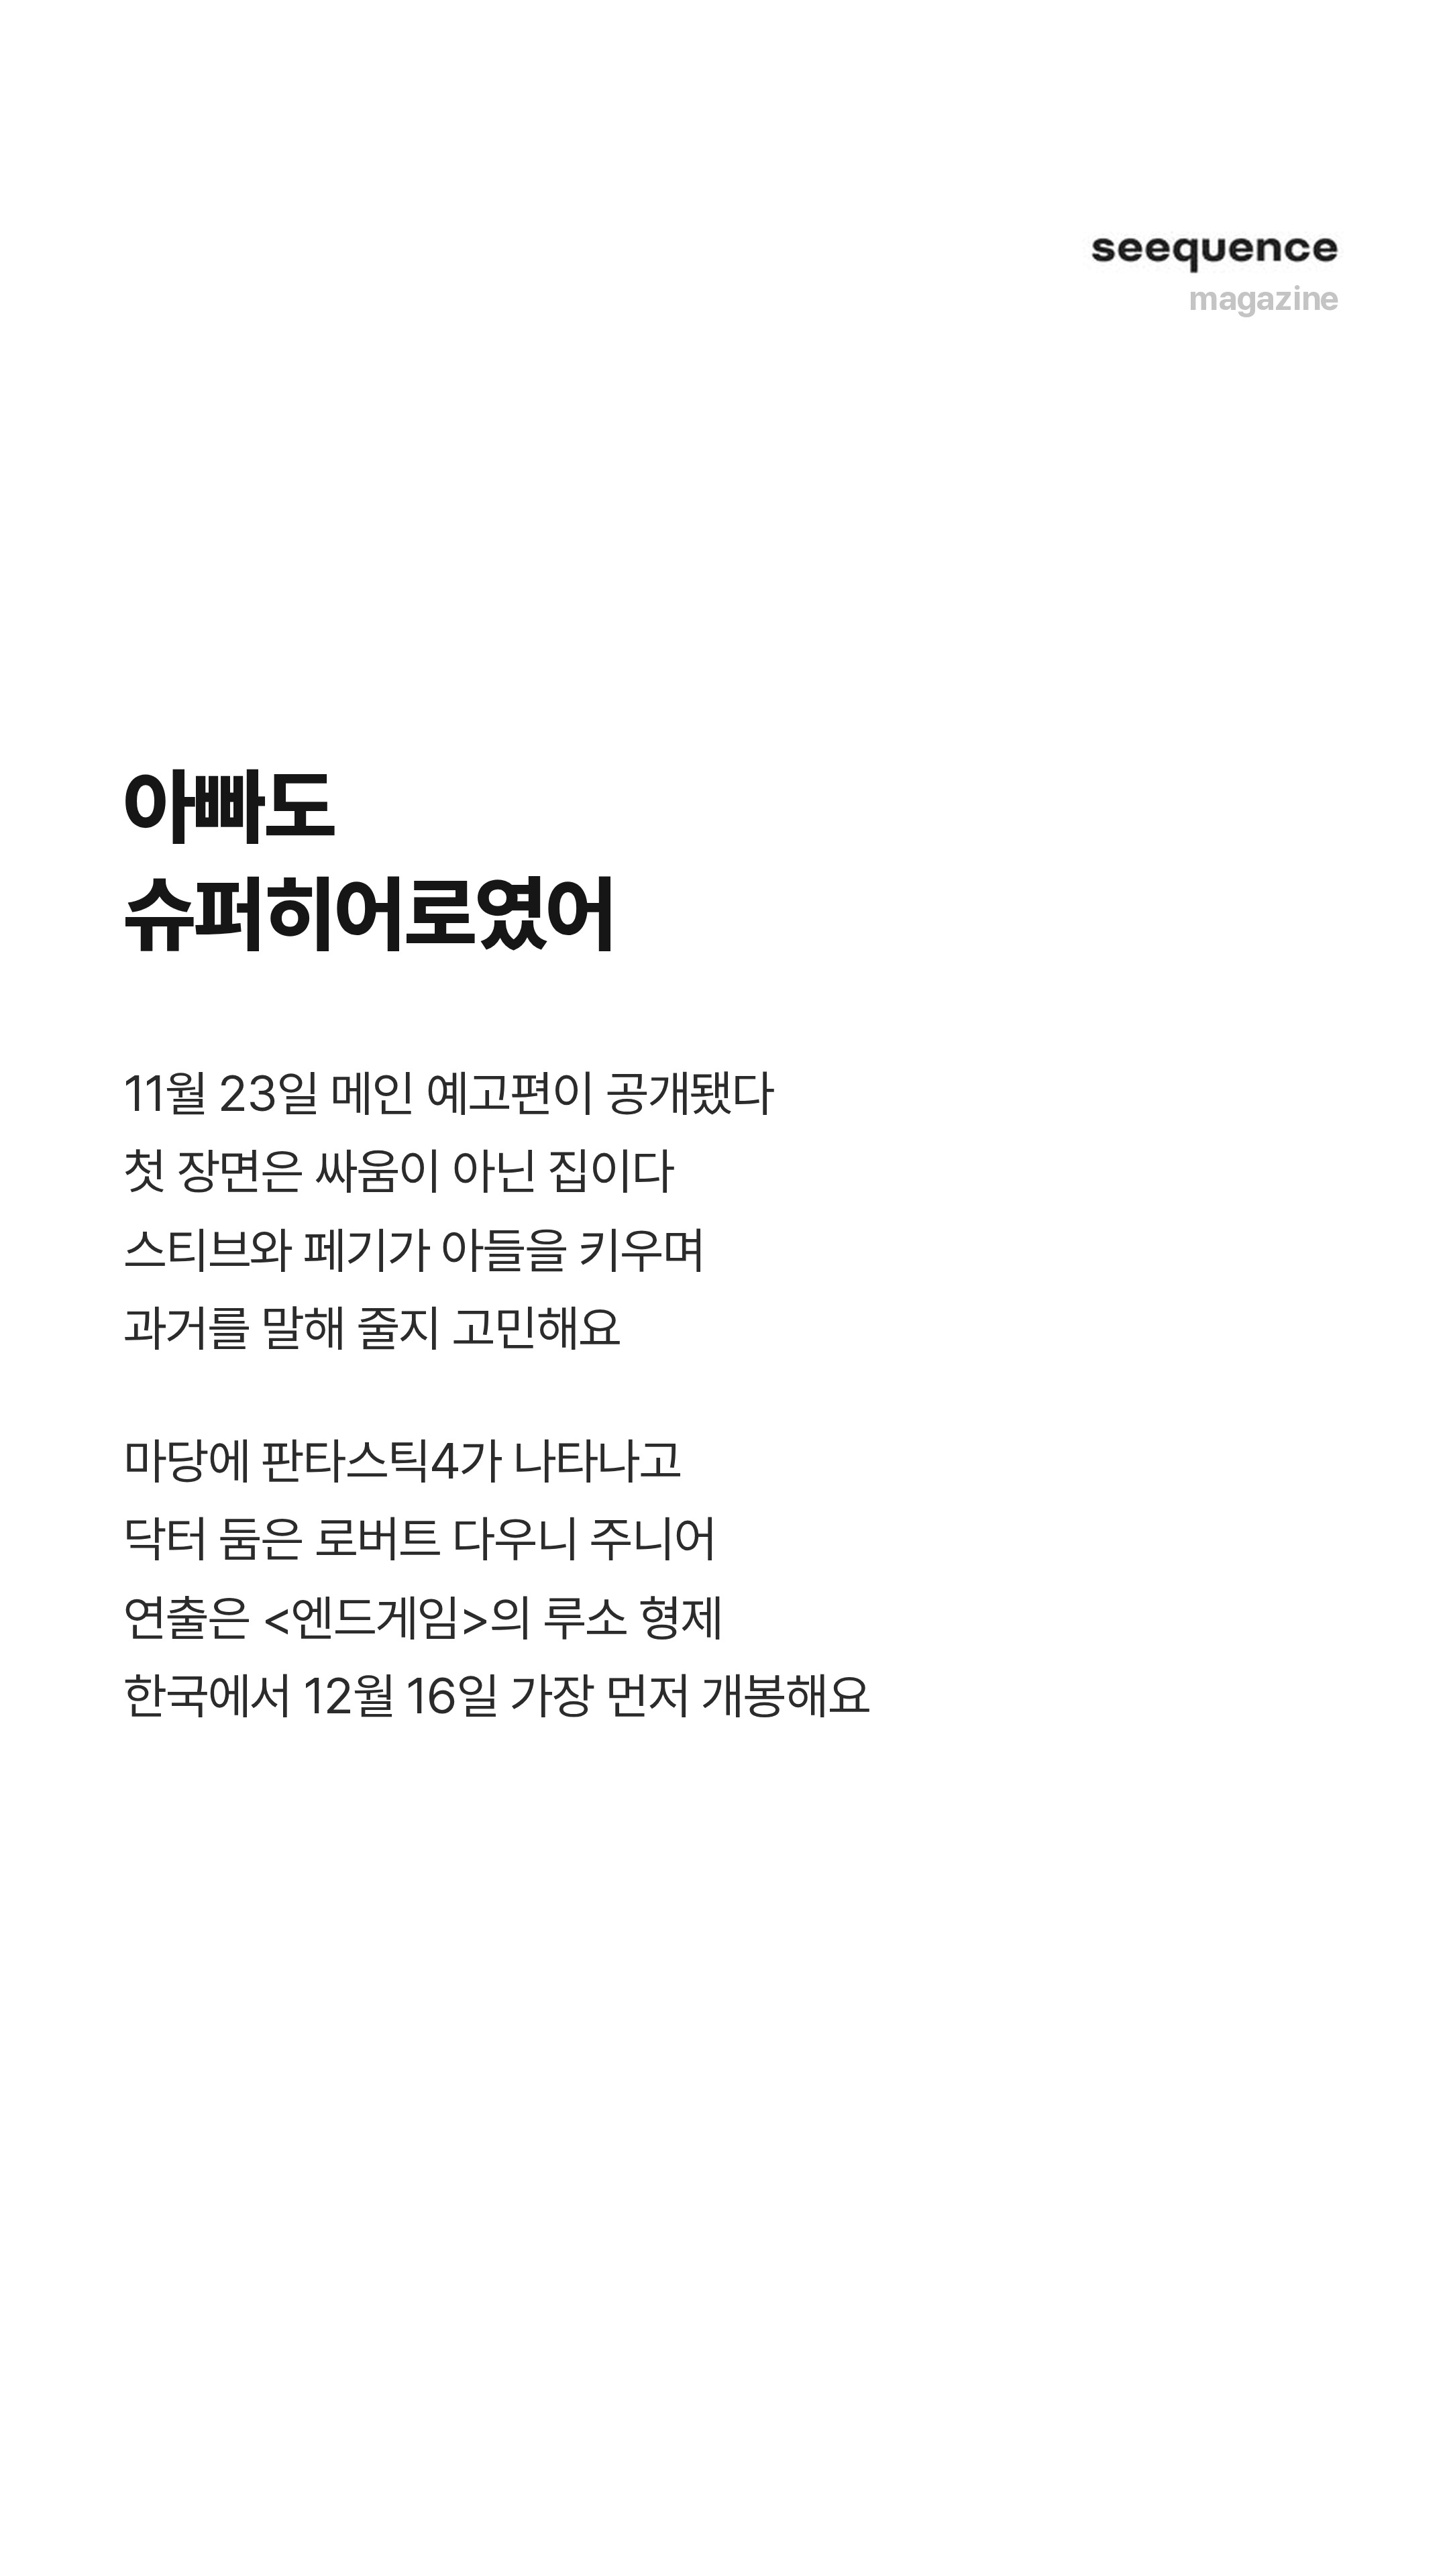 seequence
magazine
아빠도
슈퍼히어로였어
11월 23일 메인 예고편이 공개됐다
첫 장면은 싸움이 아닌 집이다
스티브와 페기가 아들을 키우며
과거를 말해 줄지 고민해요
마당에 판타스틱4가 나타나고
닥터 둠은 로버트 다우니 주니어
연출은 <엔드게임>의 루소 형제
한국에서 12월 16일 가장 먼저 개봉해요